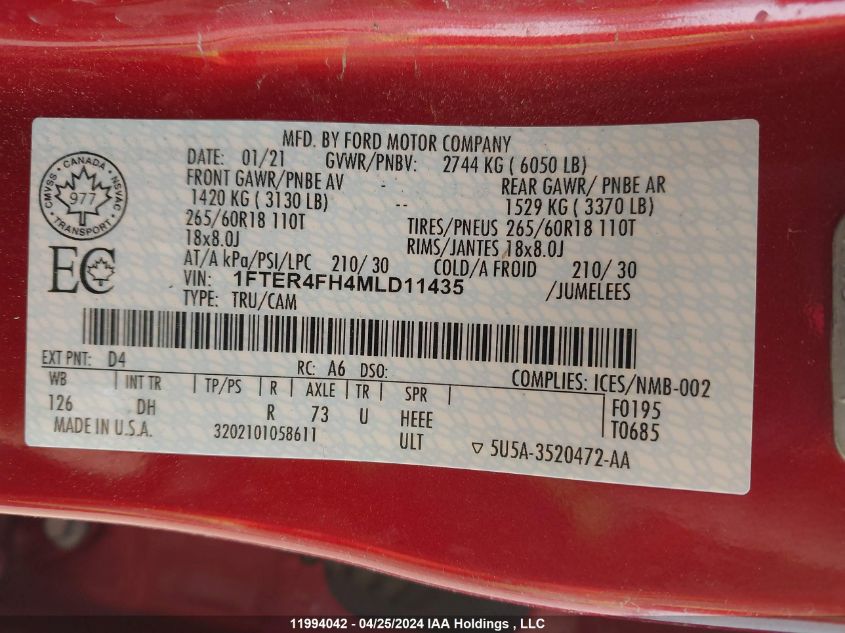 MFD. BY FORD MOTOR COMPANY
DATE: 01/21 GVWR/PNBV: 2744 KG ( 6050 LB)
FRONT GAWR/PNBE AV - REAR GAWR/ PNBE AR
1420 KG ( 3130 LB) -- 1529 KG ( 3370 LB)
265/60R18 110T TIRES/PNEUS 265/60R18 110T
18x8.0J RIMS/JANTES 18x8.0J
AT/A kPa/PSI/LPC 210/ 30 COLD/A FROID 210/ 30
VIN: 1FTER4FH4MLD11435 /JUMELEES
TYPE: TRU/CAM
CMVSS CANADA NSVAC
977
TRANSPORT
EC
EXT PNT: D4 RC: A6 DSO: COMPLIES: ICES/NMB-002
WB INT TR TP/PS R AXLE TR SPR F0195
126 DH R 73 U HEEE T0685
MADE IN U.S.A. 3202101058611 ULT 5U5A-3520472-AA
11994042 - 04/25/2024 IAA Holdings , LLC